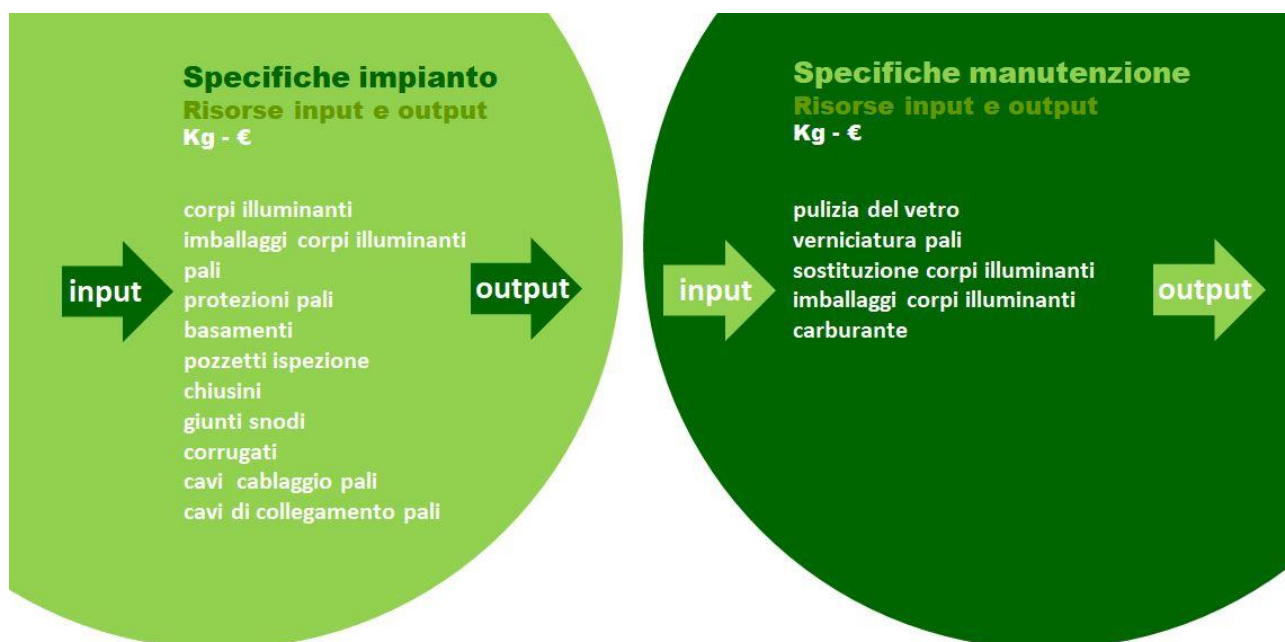 Specifiche impianto
Risorse input e output
Kg - €
input
corpi illuminanti
imballaggi corpi illuminanti
pali
protezioni pali
basamenti
pozzetti ispezione
chiusini
giunti snodi
corrugati
cavi cablaggio pali
cavi di collegamento pali
output
Specifiche manutenzione
Risorse input e output
Kg - €
input
pulizia del vetro
verniciatura pali
sostituzione corpi illuminanti
imballaggi corpi illuminanti
carburante
output